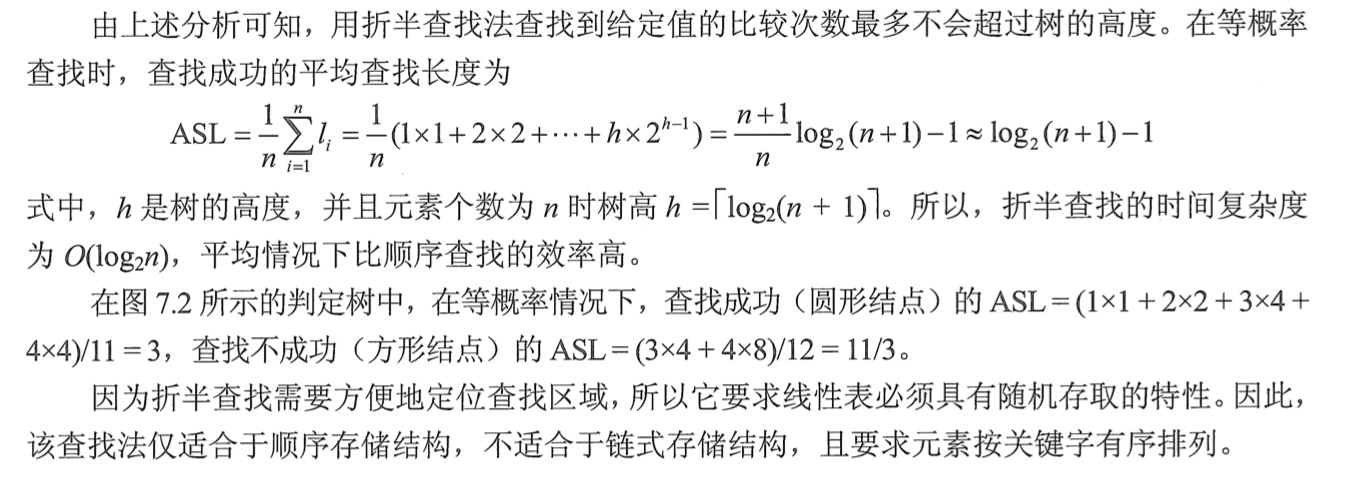 由上述分析可知，用折半查找法查找到给定值的比较次数最多不会超过树的高度。在等概率
查找时，查找成功的平均查找长度为
ASL = \frac{1}{n}\sum_{i=1}^{n} l_i = \frac{1}{n}(1×1+2×2+⋯+h×2^{h−1}) = \frac{n+1}{n}log_2(n+1)−1 ≈ log_2(n+1)−1
式中，h 是树的高度，并且元素个数为 n 时树高 h =⌈log₂(n + 1)⌉。所以，折半查找的时间复杂度
为 O(log₂n)，平均情况下比顺序查找的效率高。
在图 7.2 所示的判定树中，在等概率情况下，查找成功（圆形结点）的 ASL = (1×1 + 2×2 + 3×4 +
4×4)/11 = 3，查找不成功（方形结点）的 ASL = (3×4 + 4×8)/12 = 11/3。
因为折半查找需要方便地定位查找区域，所以它要求线性表必须具有随机存取的特性。因此，
该查找法仅适合于顺序存储结构，不适合于链式存储结构，且要求元素按关键字有序排列。